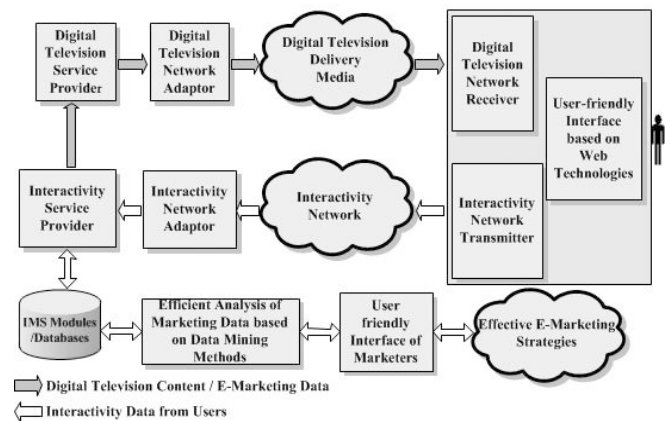 Digital
Television
Service
Provider
Digital
Television
Network
Adaptor
Digital Television
Delivery
Media
Digital
Television
Network
Receiver
User-friendly
Interface
based on
Web
Technologies
Interactivity
Service
Provider
Interactivity
Network
Adaptor
Interactivity
Network
Interactivity
Network
Transmitter
IMS Modules
/Databases
Efficient Analysis of
Marketing Data based
on Data Mining
Methods
User
friendly
Interface of
Marketers
Effective E-Marketing
Strategies
Digital Television Content / E-Marketing Data
Interactivity Data from Users